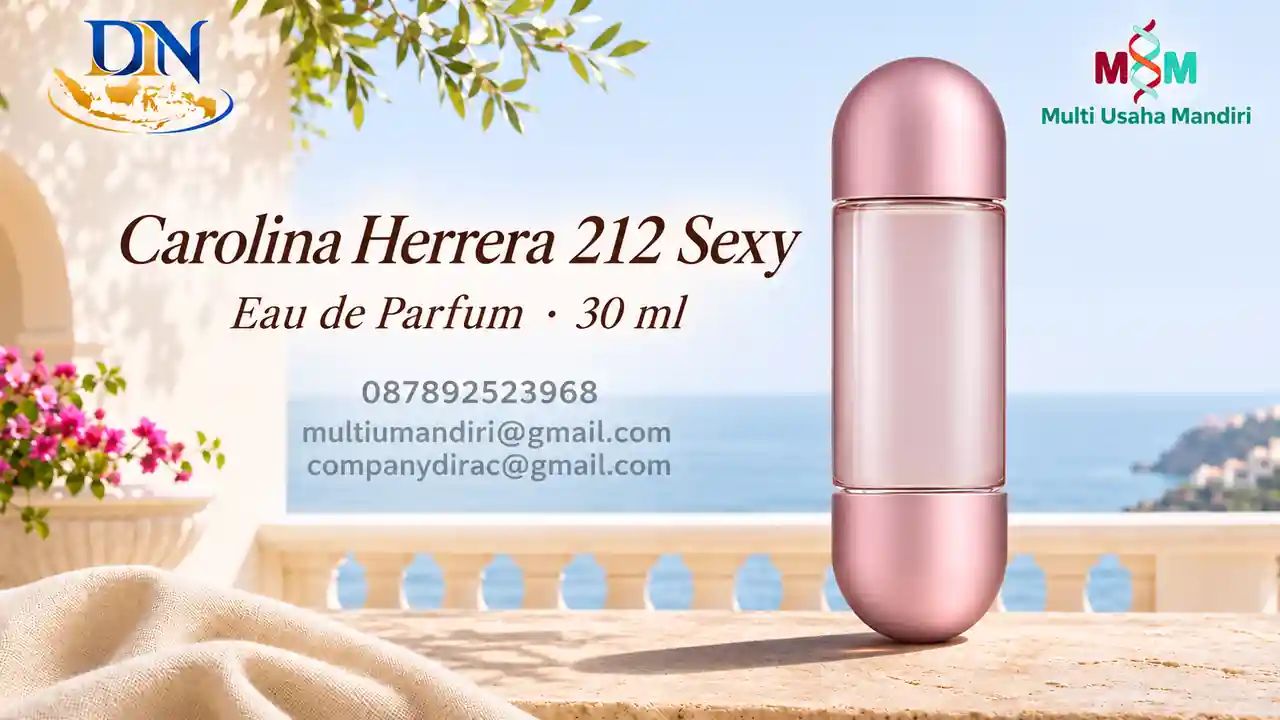 DN
M M
Multi Usaha Mandiri
Carolina Herrera 212 Sexy
Eau de Parfum · 30 ml
087892523968
multiumandiri@gmail.com
companydirac@gmail.com